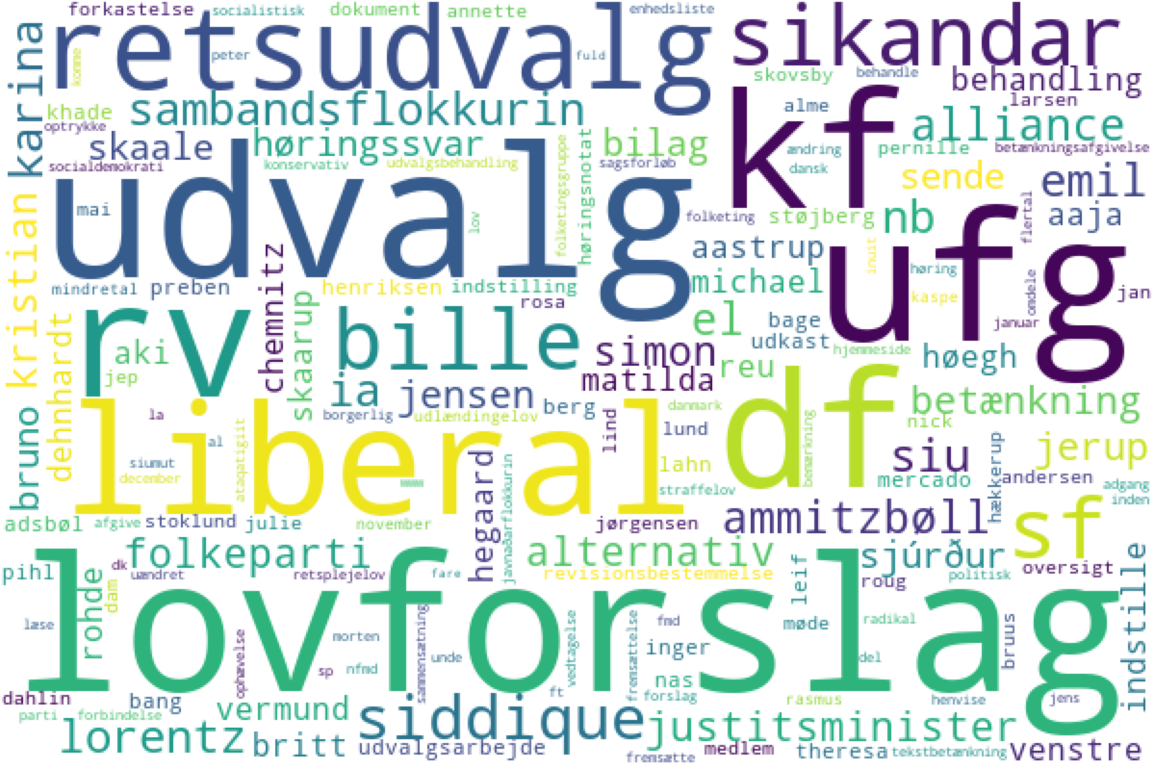 forkastelse socialistisk dokument annette enhedsliste
karina retsudvalg sikandar
komme peter fuld
skovsby behandle behandling
khade sambandsflokkurin alme larsen
optrykke kf alliance
skaale høringssvar bilag ændring pernille betænkningsafgivelse
socialdemokrati konservativ udvalgsbehandling sagsforløb dansk sende emil
udvalg folketingsgruppe høringsnotat
mai lov folketing støjberg nb flertal aaja
kristian aastrup ufg
chemnitz inuit høring
mindretal preben henriksen indstilling michael kaspe omdele jan
rosa
dehnhardt rv skaarup bille el bage januar
aki simon udkast hjemmeside høegh
jep ia jensen matilda reu
bruno la borgerlig udlændingelov berg lind danmark df betænkning
liberal lund bemærkning nick
al siu jerup
siumut ataqatigiit lahn mercado hækkerup andersen
december hegaard straffelov adgang
inden
adsbøl afgive stoklund julie november javnaðarflokkurin jørgensen ammitzbøll sf
folkeparti alternativ sjúrður
pihl dk uændret retsplejelov fare revisionsbestemmelse leif roug politisk oversigt
rohde dam
lovforslag indstille
læse morten sammensætning vedtagelse fmd møde radikal bruus
ophævelse unde fremsættelse inger
sp nfmd del
nas
dahlin bang ft forslag rasmus henvise jens
parti forbindelse vermund siddique justitsminister
lorentz britt udvalgsarbejde fremsætte medlem theresa tekstbetænkning venstre